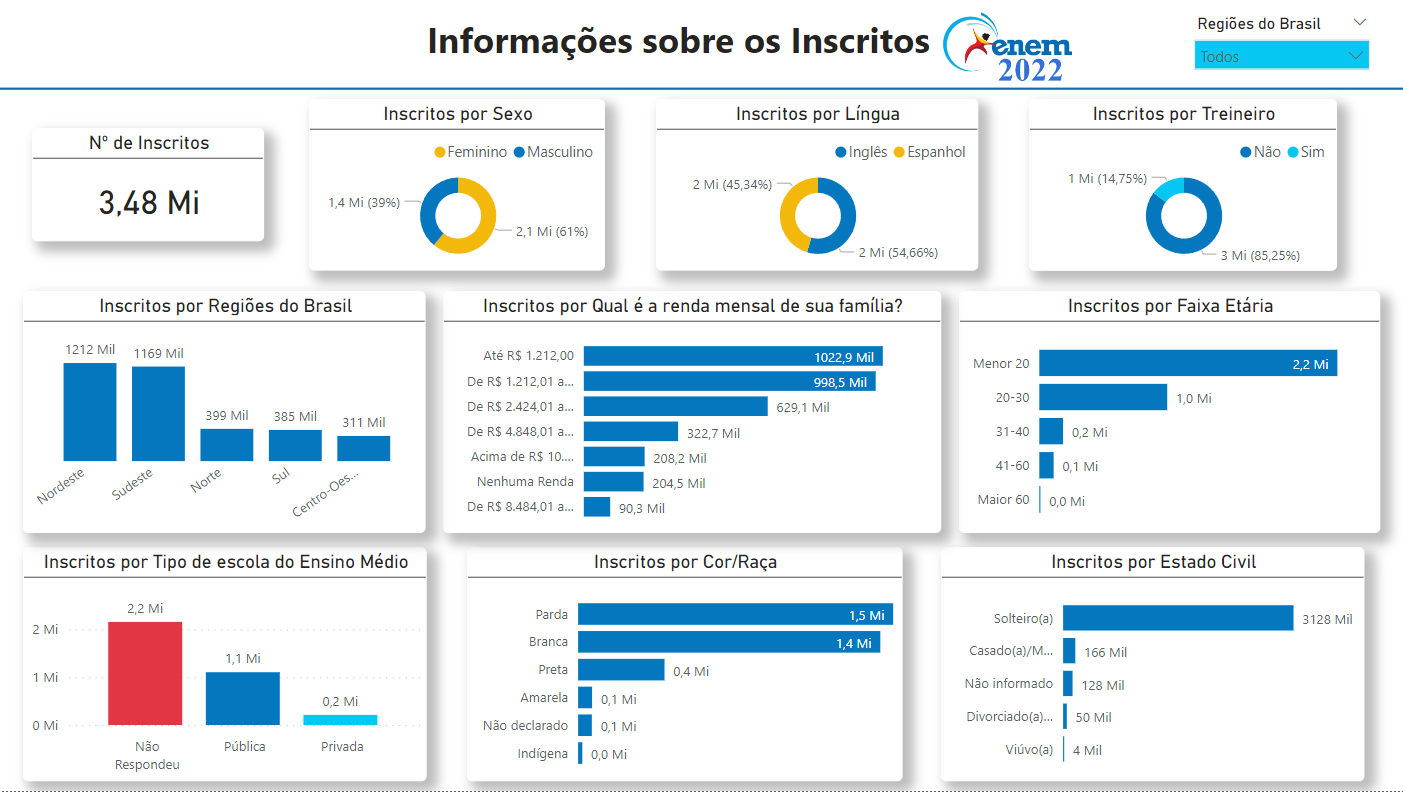 Informações sobre os Inscritos
enem
2022
Regiões do Brasil
Todos
Nº de Inscritos
3,48 Mi
Inscritos por Sexo
Feminino Masculino
1,4 Mi (39%)
2,1 Mi (61%)
Inscritos por Língua
Inglês Espanhol
2 Mi (45,34%)
2 Mi (54,66%)
Inscritos por Treineiro
Não Sim
1 Mi (14,75%)
3 Mi (85,25%)
Inscritos por Regiões do Brasil
1212 Mil
1169 Mil
399 Mil
385 Mil
311 Mil
Nordeste
Sudeste
Norte
Sul
Centro-Oes...
Inscritos por Qual é a renda mensal de sua família?
Até R$ 1.212,00 1022,9 Mil
De R$ 1.212,01 a... 998,5 Mil
De R$ 2.424,01 a... 629,1 Mil
De R$ 4.848,01 a... 322,7 Mil
Acima de R$ 10.... 208,2 Mil
Nenhuma Renda 204,5 Mil
De R$ 8.484,01 a... 90,3 Mil
Inscritos por Faixa Etária
Menor 20 2,2 Mi
20-30 1,0 Mi
31-40 0,2 Mi
41-60 0,1 Mi
Maior 60 0,0 Mi
Inscritos por Tipo de escola do Ensino Médio
2 Mi
1 Mi
0 Mi
2,2 Mi
1,1 Mi
0,2 Mi
Não
Respondeu
Pública
Privada
Inscritos por Cor/Raça
Parda 1,5 Mi
Branca 1,4 Mi
Preta 0,4 Mi
Amarela 0,1 Mi
Não declarado 0,1 Mi
Indígena 0,0 Mi
Inscritos por Estado Civil
Solteiro(a) 3128 Mil
Casado(a)/M... 166 Mil
Não informado 128 Mil
Divorciado(a)... 50 Mil
Viúvo(a) 4 Mil